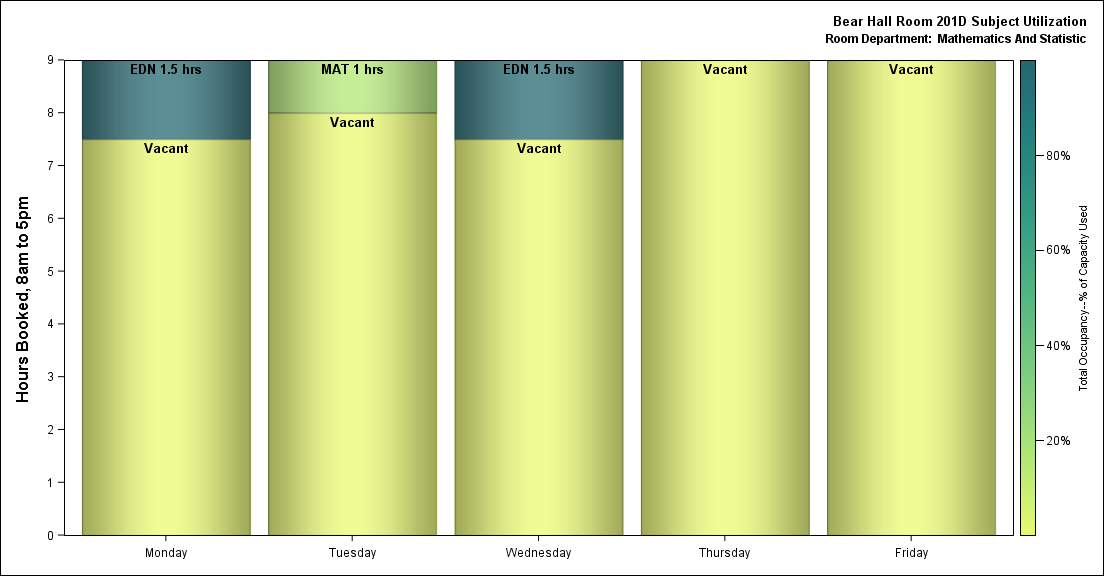 Bear Hall Room 201D Subject Utilization
Room Department: Mathematics And Statistic
Hours Booked, 8am to 5pm
9
8
7
6
5
4
3
2
1
0
EDN 1.5 hrs
Vacant
MAT 1 hrs
Vacant
EDN 1.5 hrs
Vacant
Vacant
Vacant
Monday
Tuesday
Wednesday
Thursday
Friday
80%
60%
40%
20%
Total Occupancy--% of Capacity Used